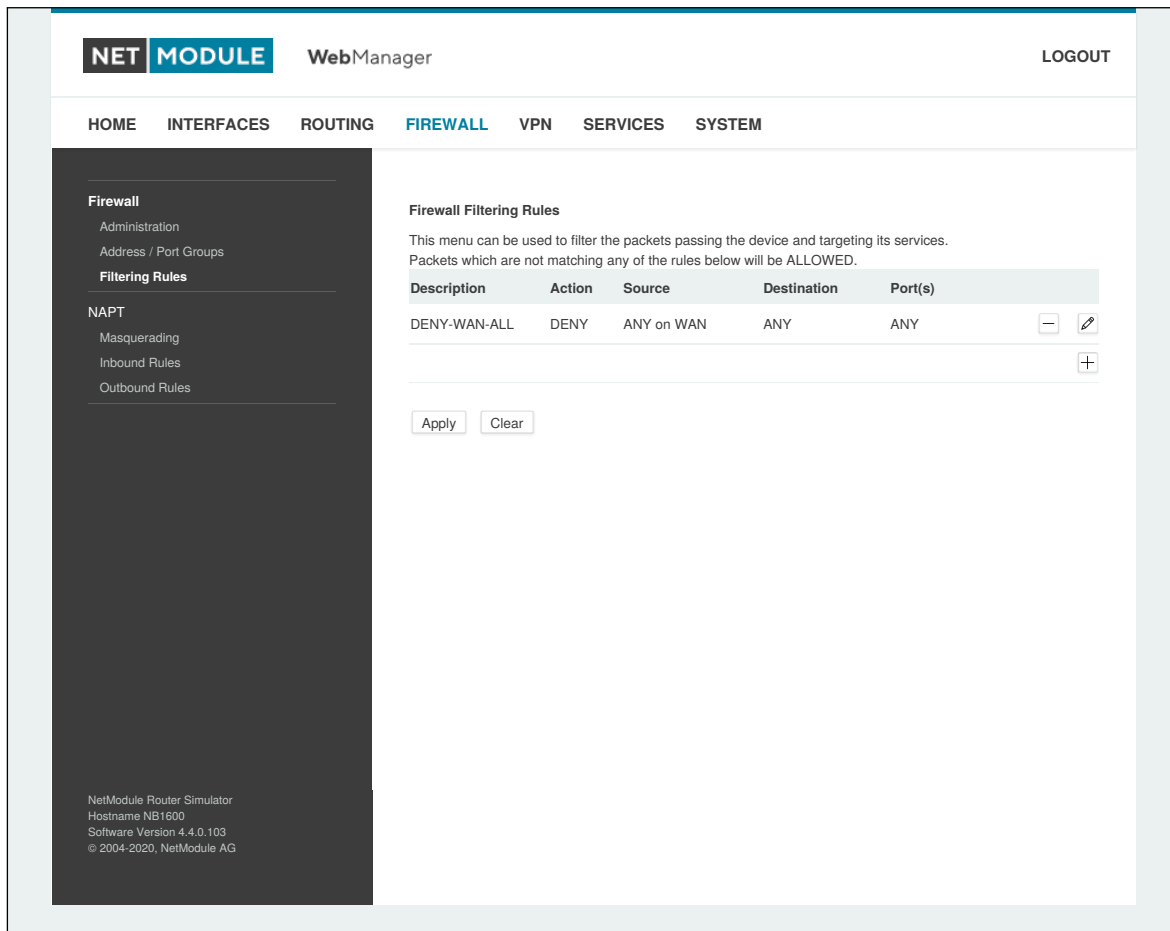 NET MODULE WebManager LOGOUT
HOME INTERFACES ROUTING FIREWALL VPN SERVICES SYSTEM
Firewall
Administration
Address / Port Groups
Filtering Rules
NAPT
Masquerading
Inbound Rules
Outbound Rules
Firewall Filtering Rules
This menu can be used to filter the packets passing the device and targeting its services.
Packets which are not matching any of the rules below will be ALLOWED.
Description Action Source Destination Port(s)
DENY-WAN-ALL DENY ANY on WAN ANY ANY
Apply Clear
NetModule Router Simulator
Hostname NB1600
Software Version 4.4.0.103
© 2004-2020, NetModule AG